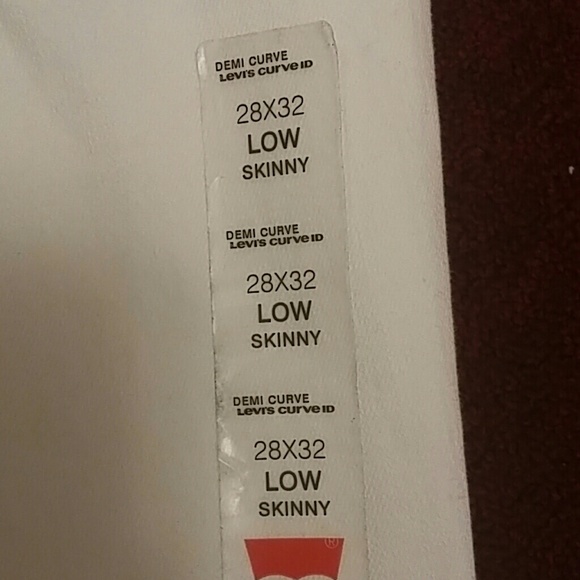 DEMI CURVE
Levi's Curve ID
28X32
LOW
SKINNY
DEMI CURVE
Levi's Curve ID
28X32
LOW
SKINNY
DEMI CURVE
Levi's Curve ID
28X32
LOW
SKINNY
®